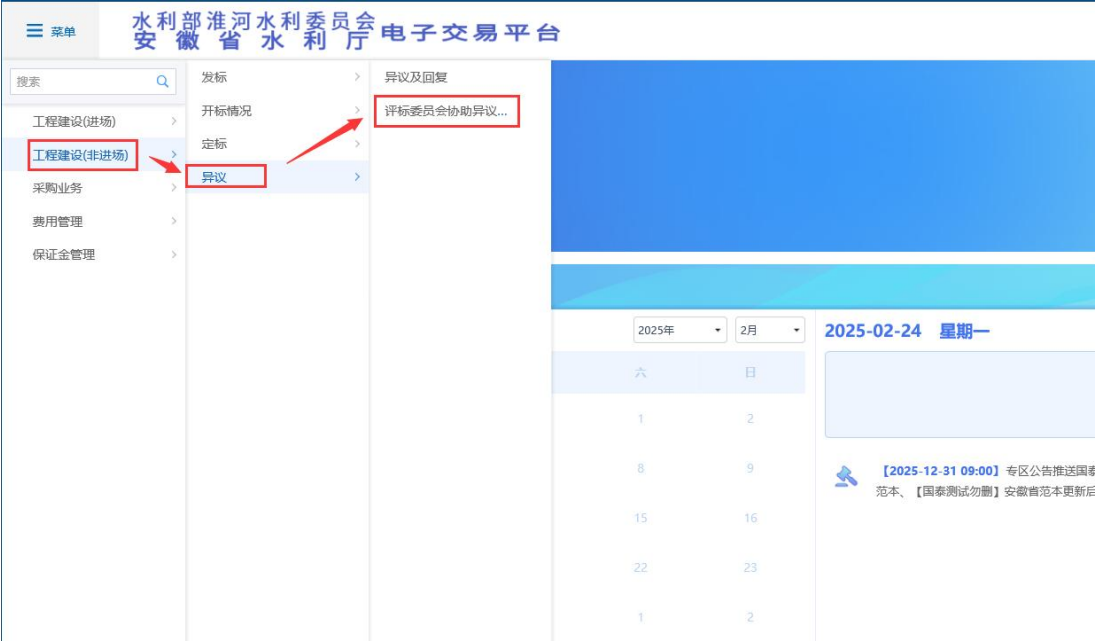 菜单
水利部淮河水利委员会
安徽省水利厅
电子交易平台
搜索
工程建设(进场)
工程建设(非进场)
采购业务
费用管理
保证金管理
发标
开标情况
定标
异议
异议及回复
评标委员会协助异议...
2025年
2月
六
日
1
2
8
9
15
16
22
23
1
2
2025-02-24 星期一
【2025-12-31 09:00】专区公告推送国泰
范本、【国泰测试勿删】安徽省范本更新后